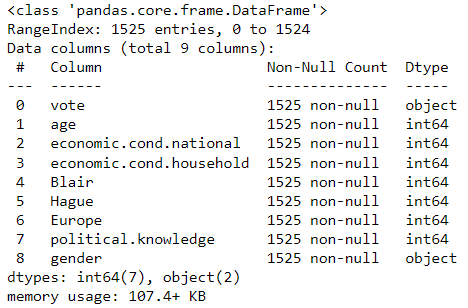 <class 'pandas.core.frame.DataFrame'>
RangeIndex: 1525 entries, 0 to 1524
Data columns (total 9 columns):
 #   Column                   Non-Null Count  Dtype
---  ------                   --------------  -----
 0   vote                     1525 non-null   object
 1   age                      1525 non-null   int64
 2   economic.cond.national   1525 non-null   int64
 3   economic.cond.household  1525 non-null   int64
 4   Blair                    1525 non-null   int64
 5   Hague                    1525 non-null   int64
 6   Europe                   1525 non-null   int64
 7   political.knowledge      1525 non-null   int64
 8   gender                   1525 non-null   object
dtypes: int64(7), object(2)
memory usage: 107.4+ KB